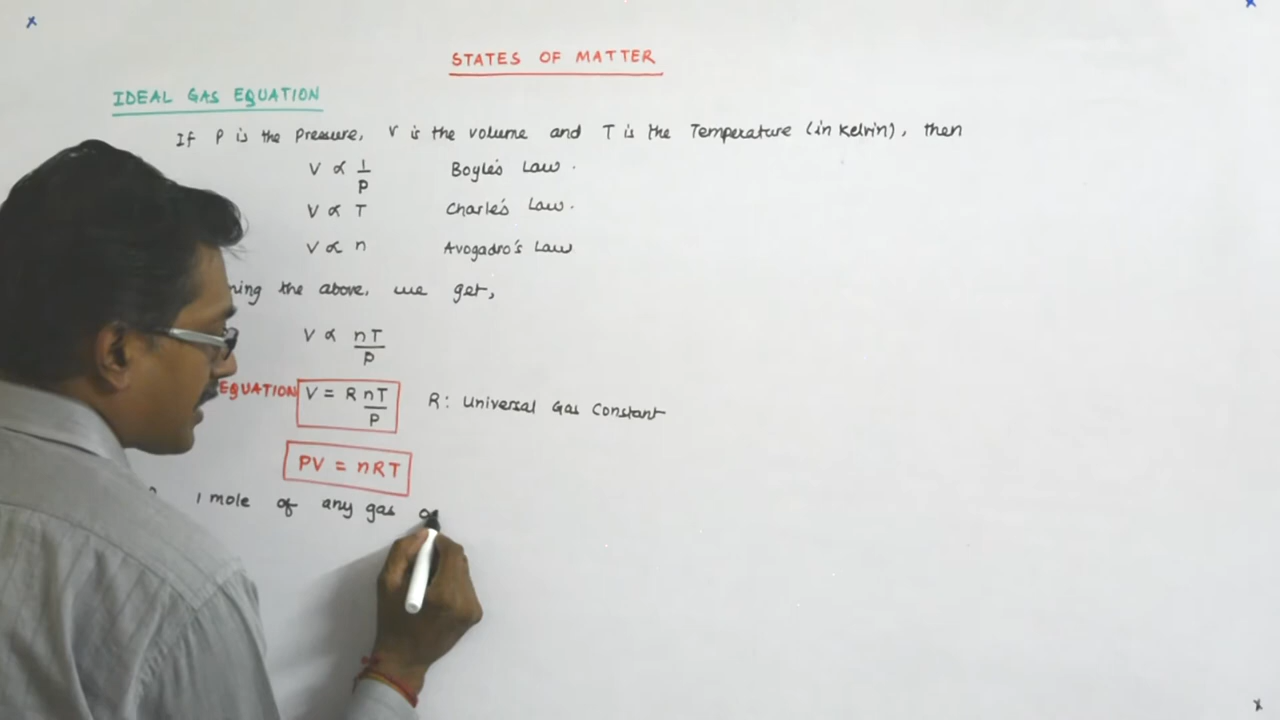 STATES OF MATTER
IDEAL GAS EQUATION
If P is the Pressure, V is the volume and T is the Temperature (in Kelvin), then
V ∝ 1/P Boyle's Law.
V ∝ T Charle's Law.
V ∝ n Avogadro's Law
the above, we get,
V ∝ nT/P
EQUATION V = R nT/P R: Universal Gas Constant
PV = nRT
1 mole of any gas